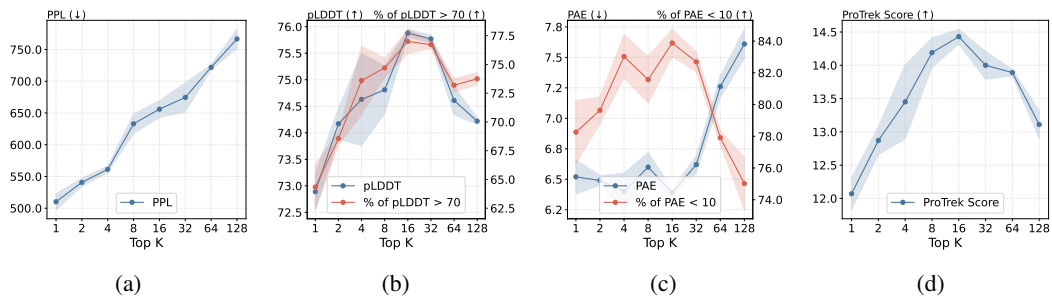 PPL (↓)
750.0
700.0
650.0
600.0
550.0
500.0
PPL
1 2 4 8 16 32 64 128
Top K
(a)
pLDDT (↑) % of pLDDT > 70 (↑)
76.0
75.5
75.0
74.5
74.0
73.5
73.0
72.5
77.5
75.0
72.5
70.0
67.5
65.0
62.5
pLDDT
% of pLDDT > 70
1 2 4 8 16 32 64 128
Top K
(b)
PAE (↓) % of PAE < 10 (↑)
7.8
7.5
7.2
6.9
6.6
6.4
6.2
84.0
82.0
80.0
78.0
76.0
74.0
PAE
% of PAE < 10
1 2 4 8 16 32 64 128
Top K
(c)
ProTrek Score (↑)
14.5
14.0
13.5
13.0
12.5
12.0
ProTrek Score
1 2 4 8 16 32 64 128
Top K
(d)